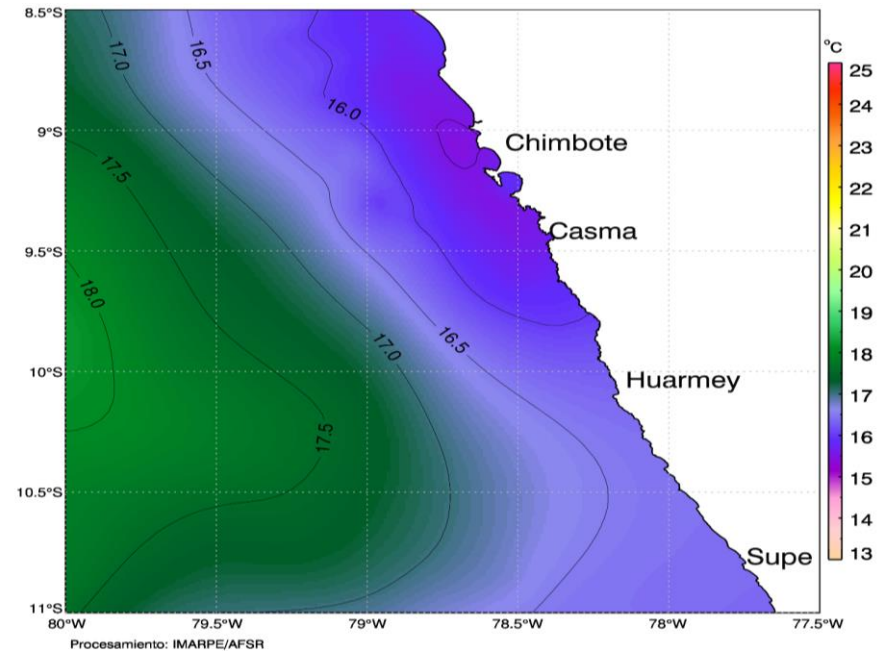 8.5°S
9°S
9.5°S
10°S
10.5°S
11°S
80°W
79.5°W
79°W
78.5°W
78°W
77.5°W
17.0
16.5
16.0
17.5
18.0
17.0
16.5
17.5
Chimbote
Casma
Huarmey
Supe
°C
25
24
23
22
21
20
19
18
17
16
15
14
13
Procesamiento: IMARPE/AFSR